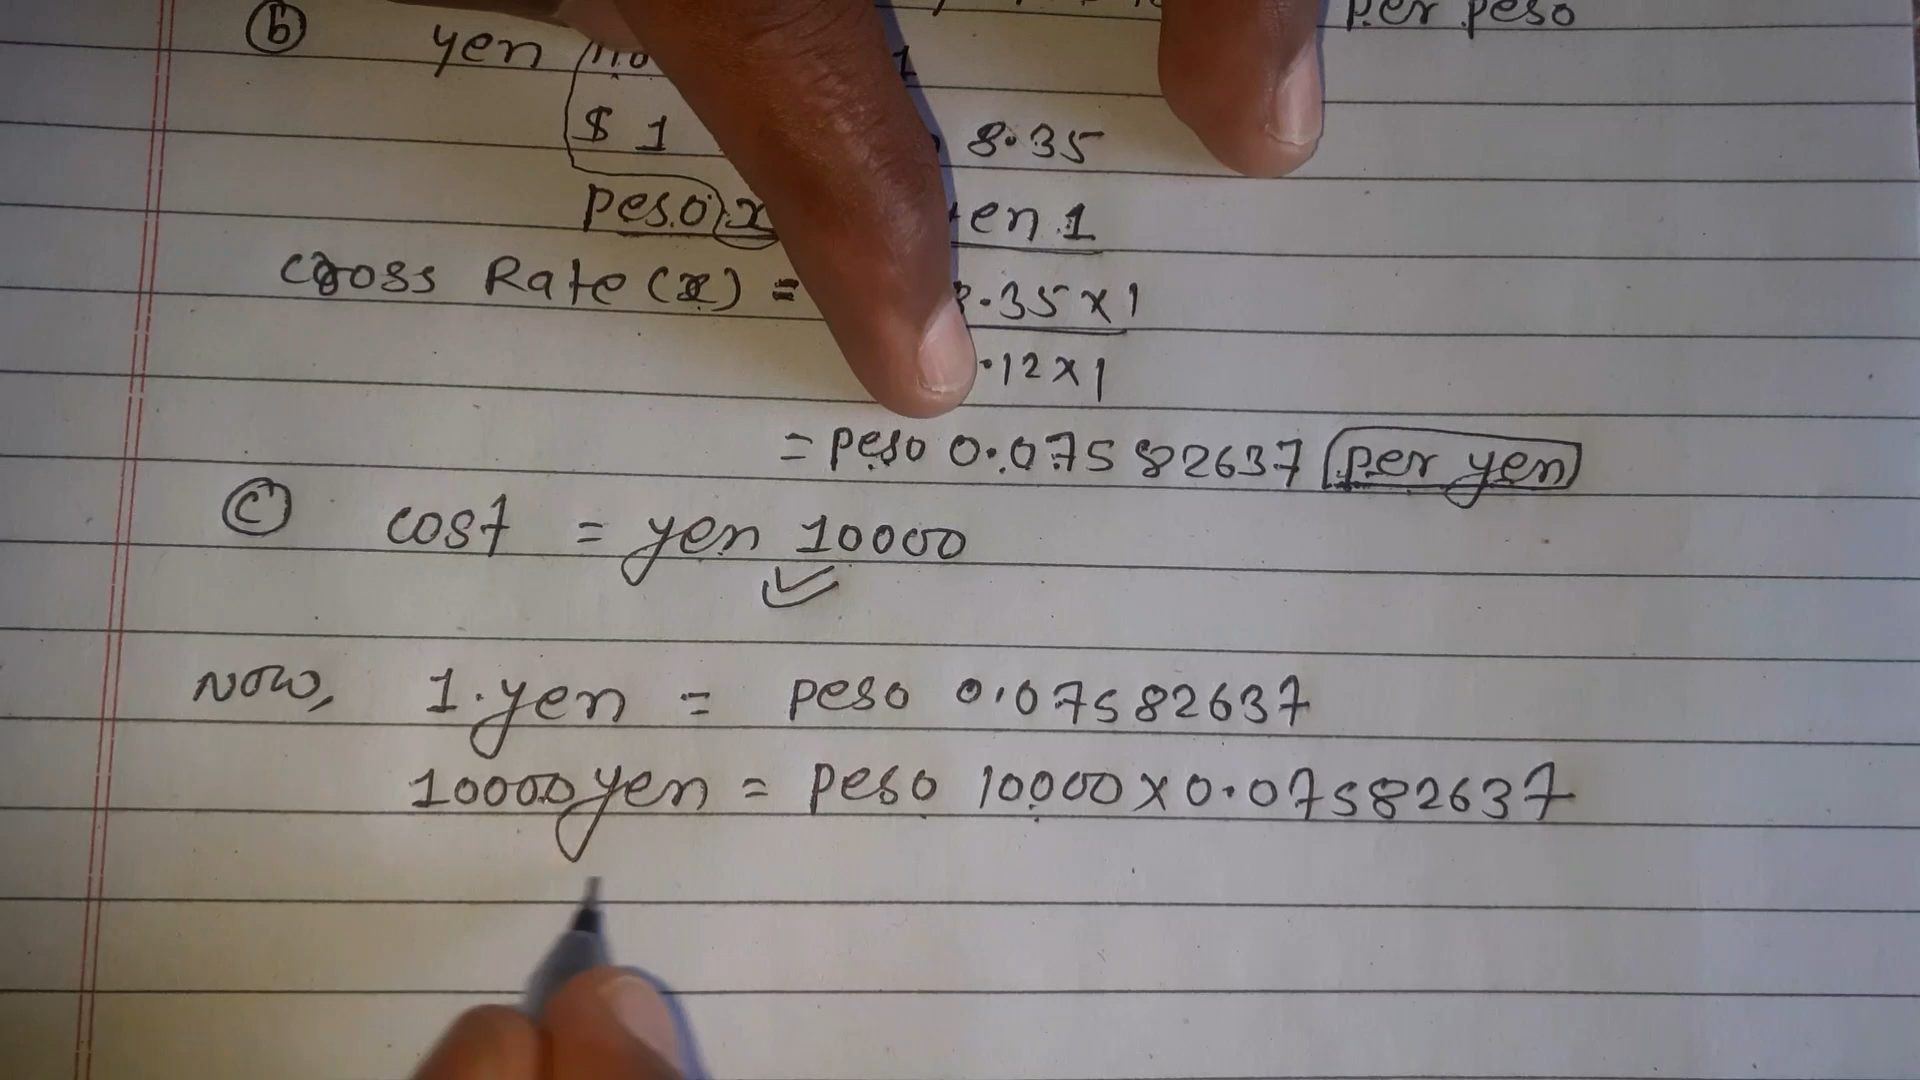 per peso
(b) yen 1
$ 1 8.35
peso x en 1
Cross Rate (x) = .35 x 1
.12 x 1
= peso 0.07582637 per yen
(c) cost = yen 10000
Now, 1.yen = peso 0.07582637
10000 yen = peso 10000 x 0.07582637